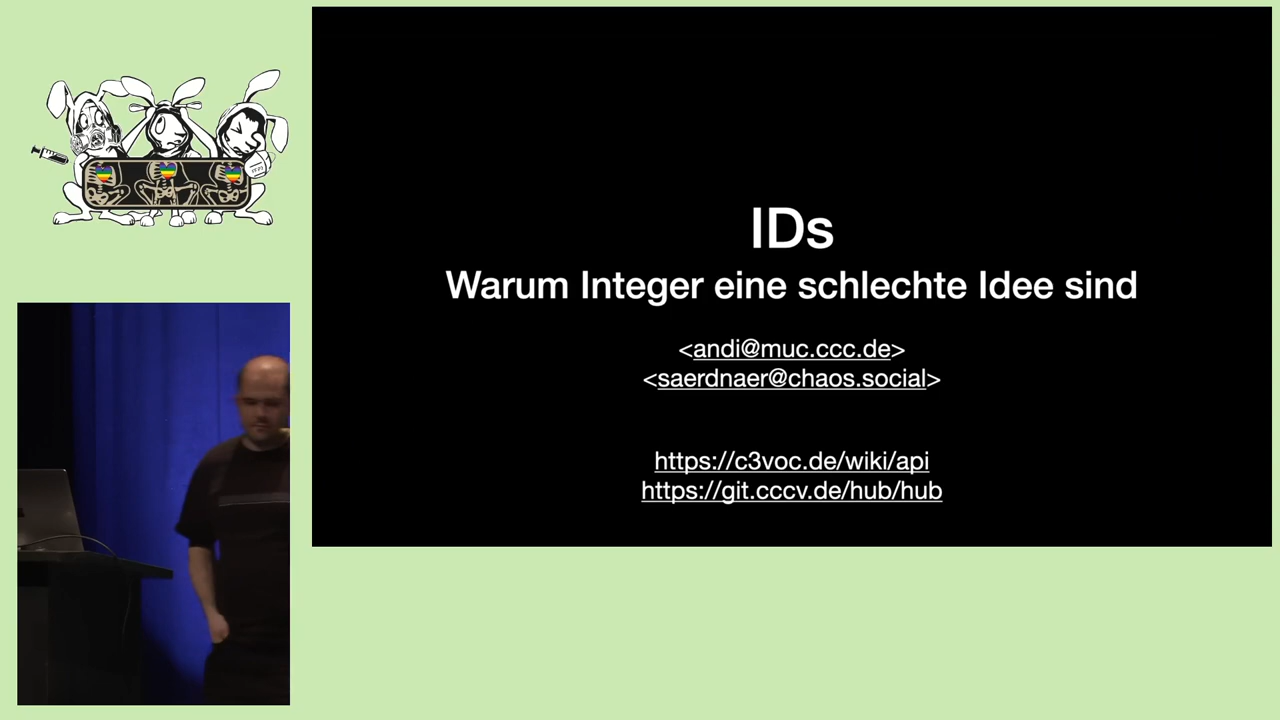 IDs
Warum Integer eine schlechte Idee sind
<andi@muc.ccc.de>
<saerdnaer@chaos.social>
https://c3voc.de/wiki/api
https://git.cccv.de/hub/hub